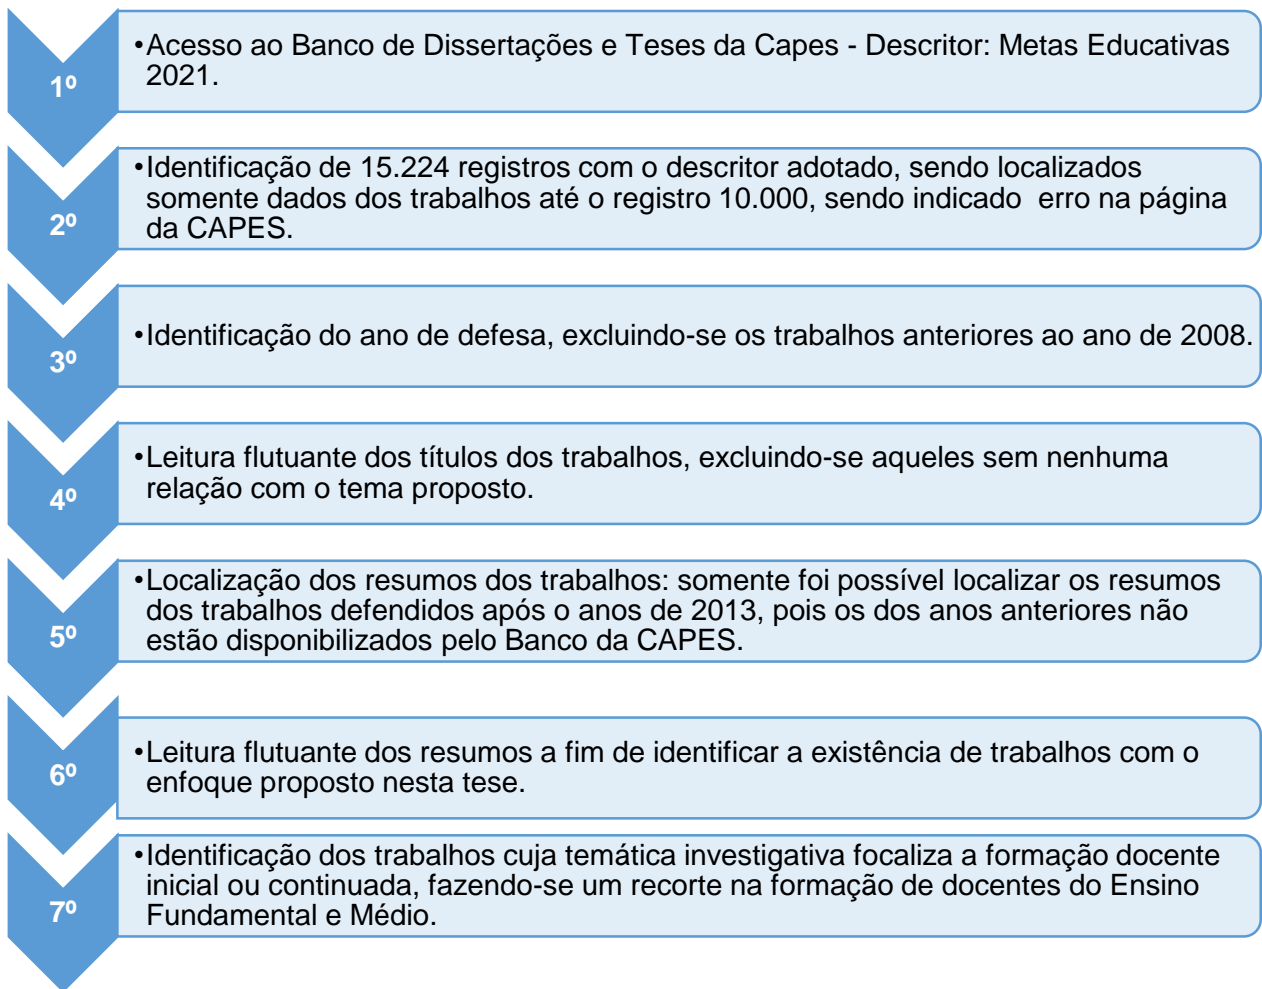 1º
•Acesso ao Banco de Dissertações e Teses da Capes - Descritor: Metas Educativas
2021.
2º
•Identificação de 15.224 registros com o descritor adotado, sendo localizados
somente dados dos trabalhos até o registro 10.000, sendo indicado  erro na página
da CAPES.
3º
•Identificação do ano de defesa, excluindo-se os trabalhos anteriores ao ano de 2008.
4º
•Leitura flutuante dos títulos dos trabalhos, excluindo-se aqueles sem nenhuma
relação com o tema proposto.
5º
•Localização dos resumos dos trabalhos: somente foi possível localizar os resumos
dos trabalhos defendidos após o anos de 2013, pois os dos anos anteriores não
estão disponibilizados pelo Banco da CAPES.
6º
•Leitura flutuante dos resumos a fim de identificar a existência de trabalhos com o
enfoque proposto nesta tese.
7º
•Identificação dos trabalhos cuja temática investigativa focaliza a formação docente
inicial ou continuada, fazendo-se um recorte na formação de docentes do Ensino
Fundamental e Médio.